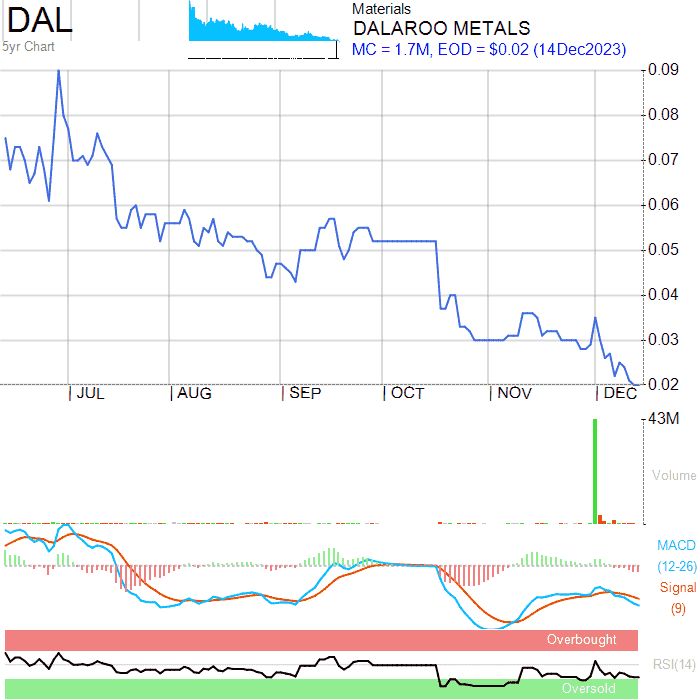 DAL
5yr Chart
Materials
DALAROO METALS
MC = 1.7M, EOD = $0.02 (14Dec2023)
0.09
0.08
0.07
0.06
0.05
0.04
0.03
0.02
JUL AUG SEP OCT NOV DEC
43M
Volume
MACD
(12-26)
Signal
(9)
Overbought
RSI(14)
Oversold